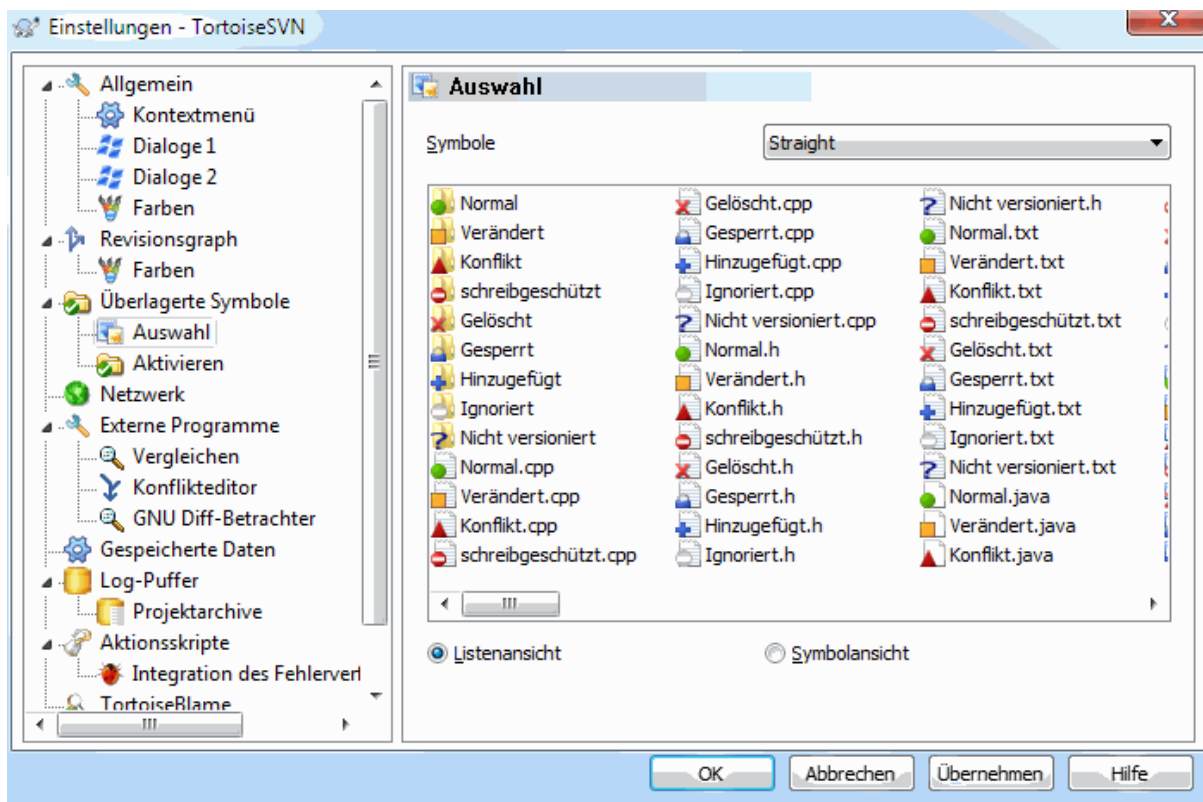 Einstellungen - TortoiseSVN
Allgemein
Kontextmenü
Dialoge 1
Dialoge 2
Farben
Revisionsgraph
Farben
Überlagerte Symbole
Auswahl
Aktivieren
Netzwerk
Externe Programme
Vergleichen
Konflikteditor
GNU Diff-Betrachter
Gespeicherte Daten
Log-Puffer
Projektarchive
Aktionsskripte
Integration des Fehlerverf
TortoiseBlame
Auswahl
Symbole
Straight
Normal
Verändert
Konflikt
schreibgeschützt
Gelöscht
Gesperrt
Hinzugefügt
Ignoriert
Nicht versioniert
Normal.cpp
Verändert.cpp
Konflikt.cpp
schreibgeschützt.cpp
Gelöscht.cpp
Gesperrt.cpp
Hinzugefügt.cpp
Ignoriert.cpp
Nicht versioniert.cpp
Normal.h
Verändert.h
Konflikt.h
schreibgeschützt.h
Gelöscht.h
Gesperrt.h
Hinzugefügt.h
Ignoriert.h
Nicht versioniert.h
Normal.txt
Verändert.txt
Konflikt.txt
schreibgeschützt.txt
Gelöscht.txt
Gesperrt.txt
Hinzugefügt.txt
Ignoriert.txt
Nicht versioniert.txt
Normal.java
Verändert.java
Konflikt.java
Listenansicht
Symbolansicht
OK
Abbrechen
Übernehmen
Hilfe